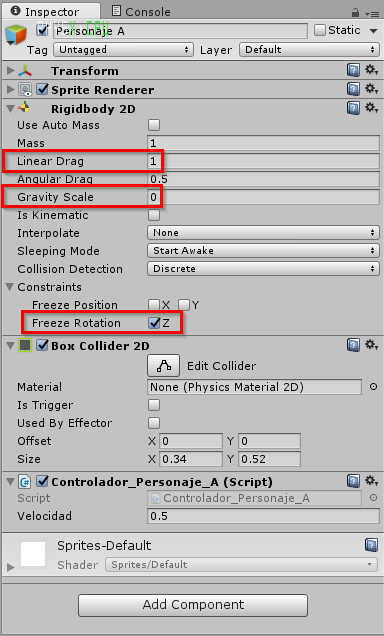 Inspector Console
Personaje A Static
Tag Untagged Layer Default
Transform
Sprite Renderer
Rigidbody 2D
Use Auto Mass
Mass 1
Linear Drag 1
Angular Drag 0.5
Gravity Scale 0
Is Kinematic
Interpolate None
Sleeping Mode Start Awake
Collision Detection Discrete
Constraints
Freeze Position X Y
Freeze Rotation Z
Box Collider 2D
Edit Collider
Material None (Physics Material 2D)
Is Trigger
Used By Effector
Offset X 0 Y 0
Size X 0.34 Y 0.52
Controlador_Personaje_A (Script)
Script Controlador_Personaje_A
Velocidad 0.5
Sprites-Default
Shader Sprites/Default
Add Component